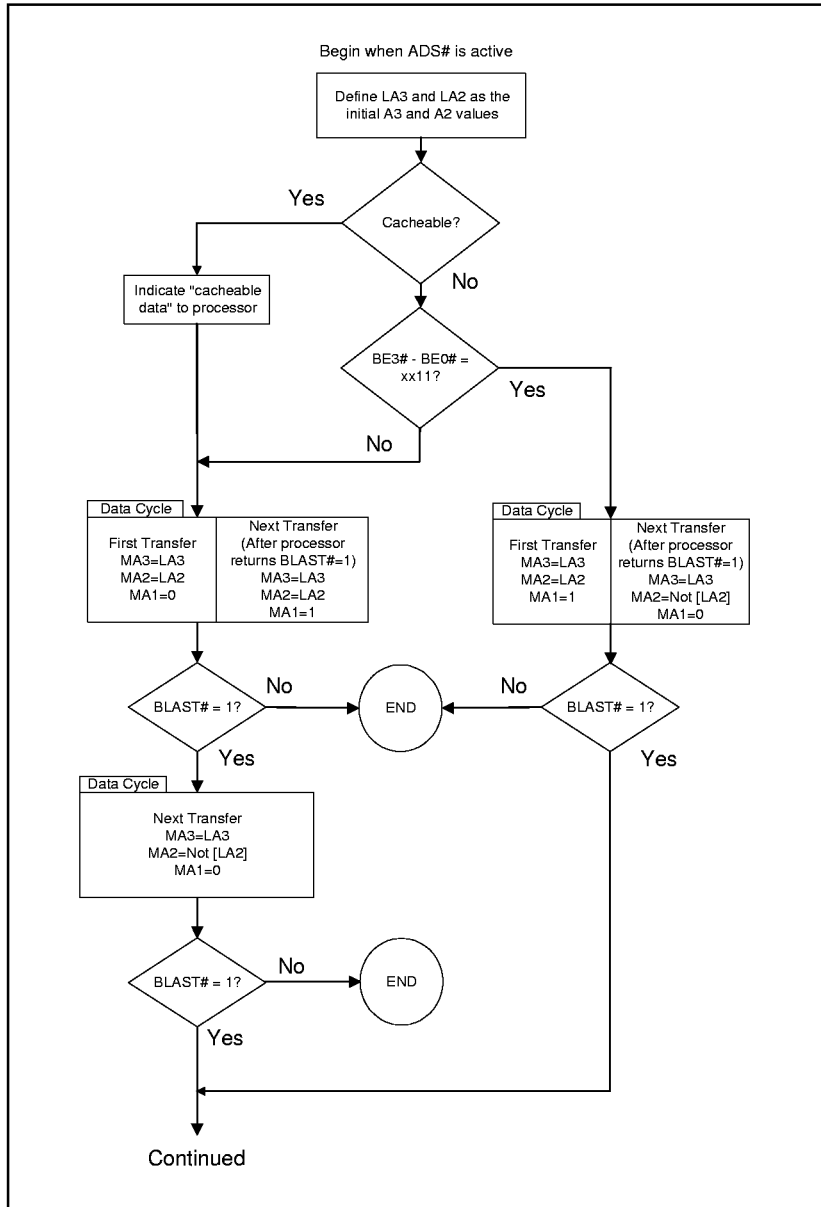 Begin when ADS# is active
Define LA3 and LA2 as the
initial A3 and A2 values
Yes
Cacheable?
No
Indicate "cacheable
data" to processor
BE3# - BE0# =
xx11?
Yes
No
Data Cycle
First Transfer
MA3=LA3
MA2=LA2
MA1=0
Next Transfer
(After processor
returns BLAST#=1)
MA3=LA3
MA2=LA2
MA1=1
Data Cycle
First Transfer
MA3=LA3
MA2=LA2
MA1=1
Next Transfer
(After processor
returns BLAST#=1)
MA3=LA3
MA2=Not [LA2]
MA1=0
BLAST# = 1?
No
END
No
BLAST# = 1?
Yes
Yes
Data Cycle
Next Transfer
MA3=LA3
MA2=Not [LA2]
MA1=0
BLAST# = 1?
No
END
Yes
Continued